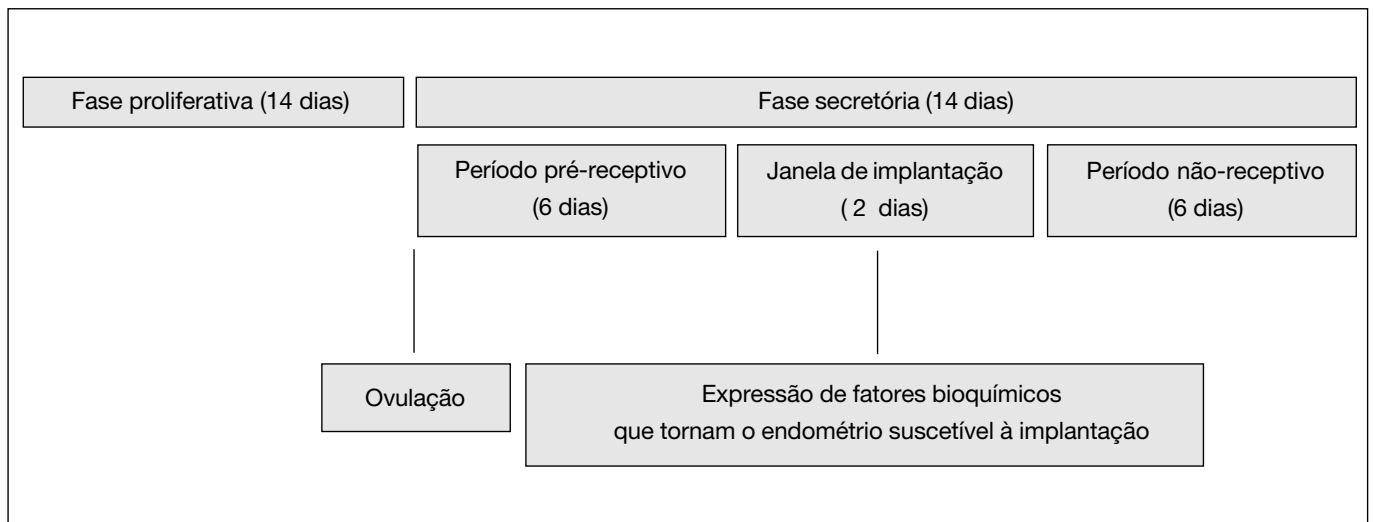 Fase proliferativa (14 dias)
Fase secretória (14 dias)
Período pré-receptivo
(6 dias)
Janela de implantação
( 2 dias)
Período não-receptivo
(6 dias)
Ovulação
Expressão de fatores bioquímicos
que tornam o endométrio suscetível à implantação